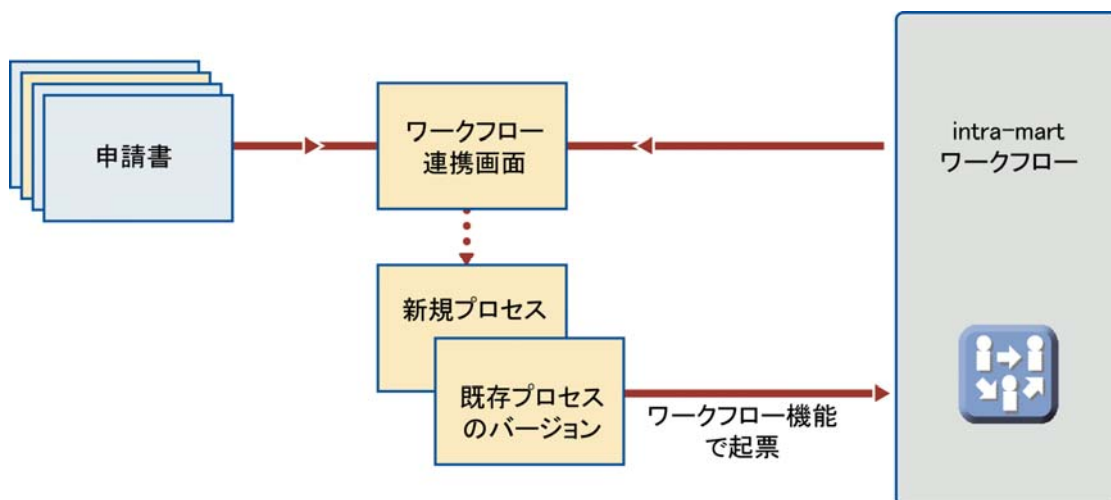 申請書
ワークフロー
連携画面
intra-mart
ワークフロー
新規プロセス
既存プロセス
のバージョン
ワークフロー機能
で起票